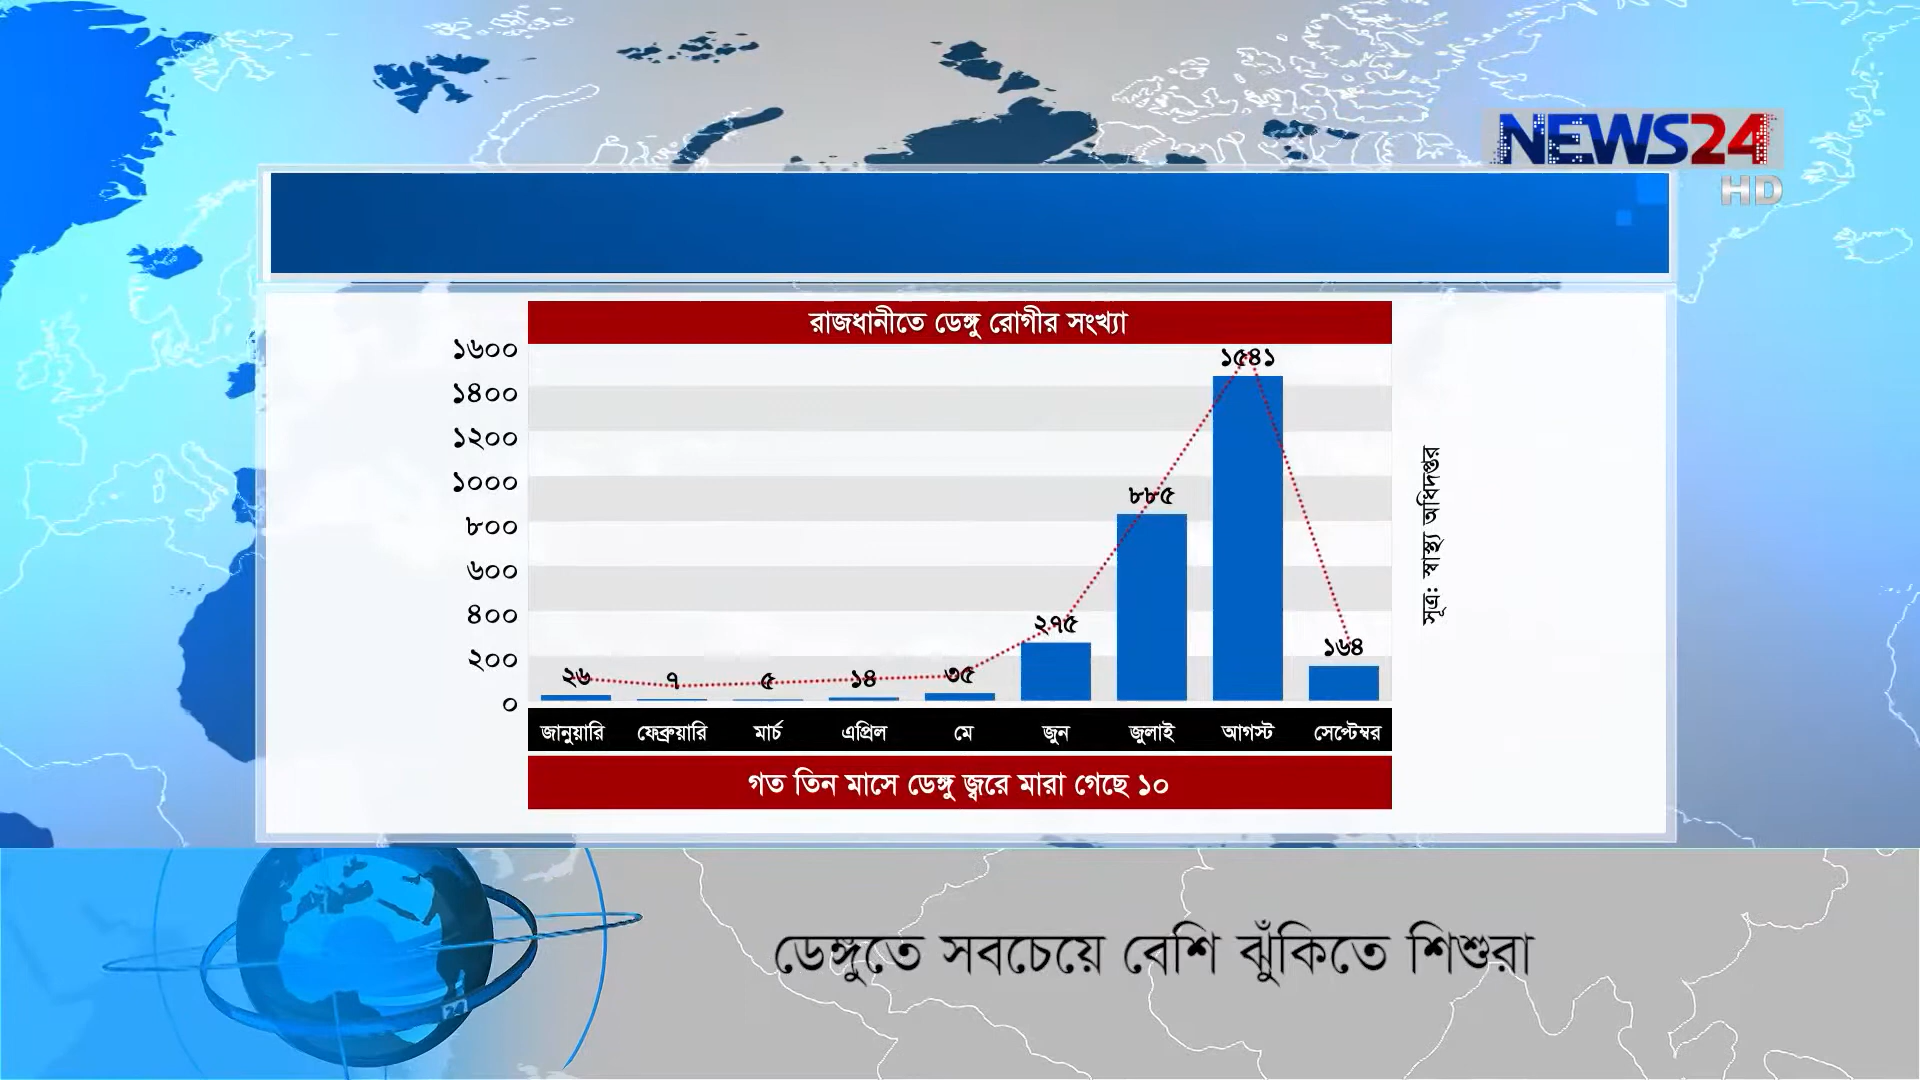 NEWS24
HD
রাজধানীতে ডেঙ্গু রোগীর সংখ্যা
১৬০০
১৪০০
১২০০
১০০০
৮০০
৬০০
৪০০
২০০
০
২৬
৭
৫
১৪
৩৫
২৭৫
৮৮৫
১৫৪১
১৬৪
জানুয়ারি ফেব্রুয়ারি মার্চ এপ্রিল মে জুন জুলাই আগস্ট সেপ্টেম্বর
সূত্র: স্বাস্থ্য অধিদপ্তর
গত তিন মাসে ডেঙ্গু জ্বরে মারা গেছে ১০
ডেঙ্গুতে সবচেয়ে বেশি ঝুঁকিতে শিশুরা